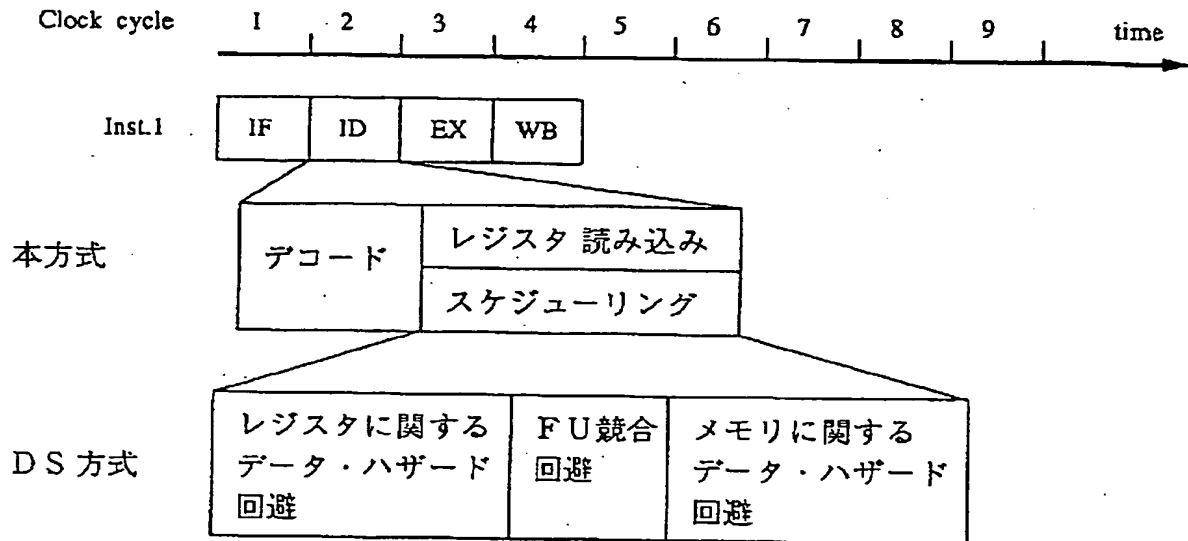 Clock cycle 1 2 3 4 5 6 7 8 9 time
Inst.1 IF ID EX WB
本方式
デコード
レジスタ 読み込み
スケジューリング
DS方式
レジスタに関する
データ・ハザード
回避
FU競合
回避
メモリに関する
データ・ハザード
回避